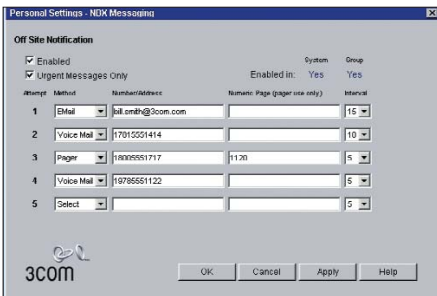 Personal Settings - NDX Messaging
Off Site Notification
Enabled
Urgent Messages Only
System Group
Enabled in: Yes Yes
Attempt Method Number/Address Numeric Page (pager use only) Interval
1 EMail bill.smith@3com.com 15
2 Voice Mail 17815551414 10
3 Pager 18005551717 1120 5
4 Voice Mail 19785551122 5
5 Select 5
3com
OK Cancel Apply Help